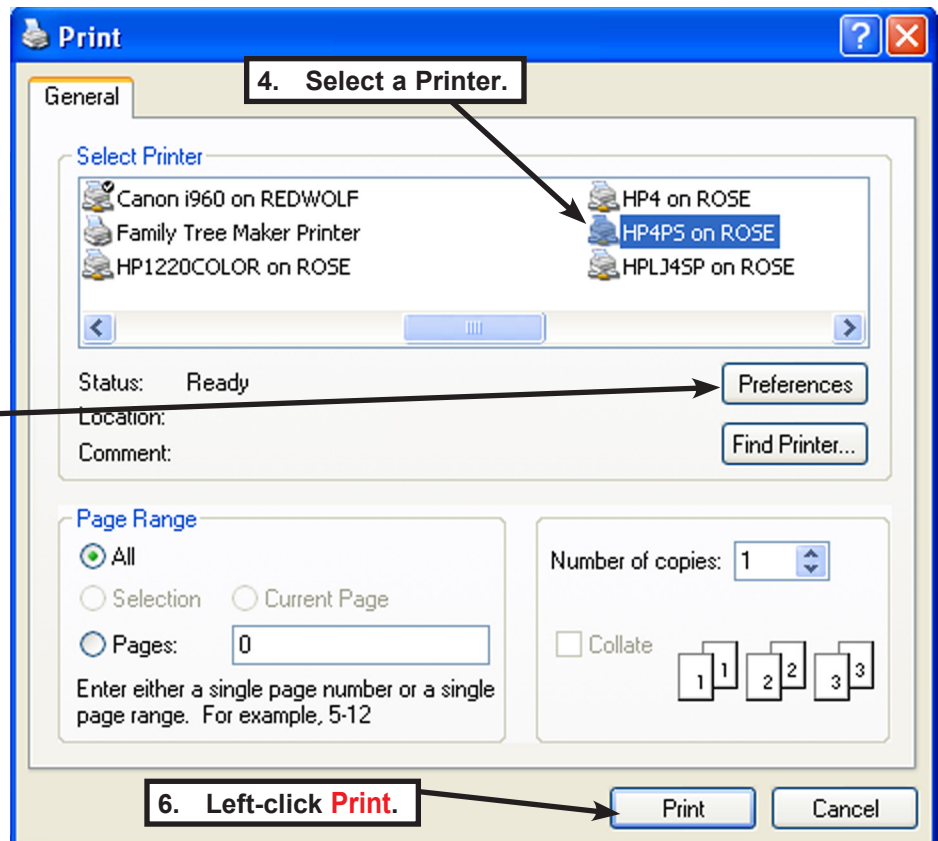 Print
4. Select a Printer.
General
Select Printer
Canon i960 on REDWOLF
Family Tree Maker Printer
HP1220COLOR on ROSE
HP4 on ROSE
HP4PS on ROSE
HPLJ4SP on ROSE
Status: Ready
Preferences
Location:
Comment:
Find Printer...
Page Range
All
Selection Current Page
Pages: 0
Enter either a single page number or a single
page range. For example, 5-12
Number of copies: 1
Collate
1 1 2 2 3 3
6. Left-click Print.
Print Cancel